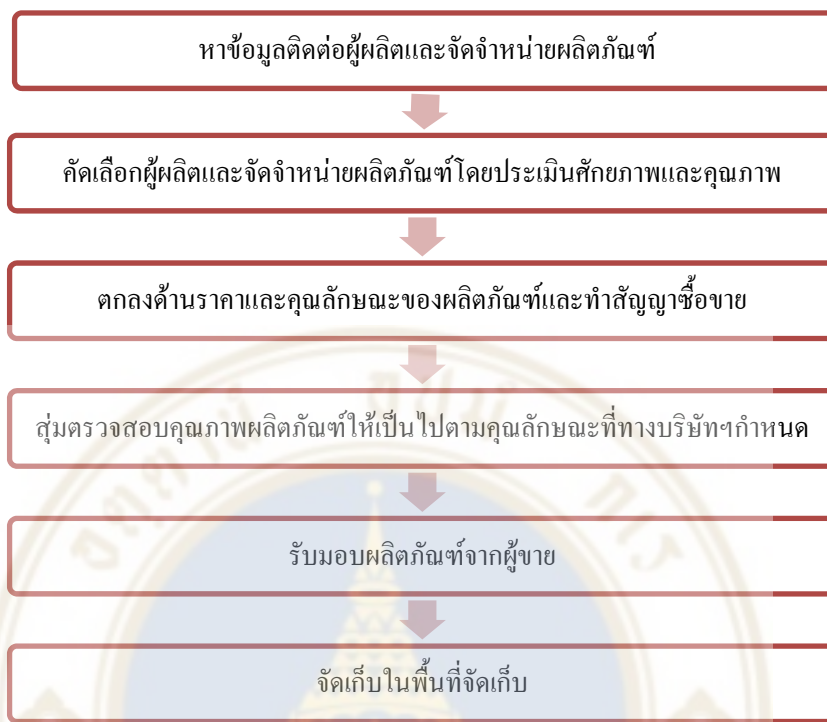 หาข้อมูลติดต่อผู้ผลิตและจัดจำหน่ายผลิตภัณฑ์
คัดเลือกผู้ผลิตและจัดจำหน่ายผลิตภัณฑ์โดยประเมินศักยภาพและคุณภาพ
ตกลงด้านราคาและคุณลักษณะของผลิตภัณฑ์และทำสัญญาซื้อขาย
สุ่มตรวจสอบคุณภาพผลิตภัณฑ์ให้เป็นไปตามคุณลักษณะที่ทางบริษัทฯกำหนด
รับมอบผลิตภัณฑ์จากผู้ขาย
จัดเก็บในพื้นที่จัดเก็บ